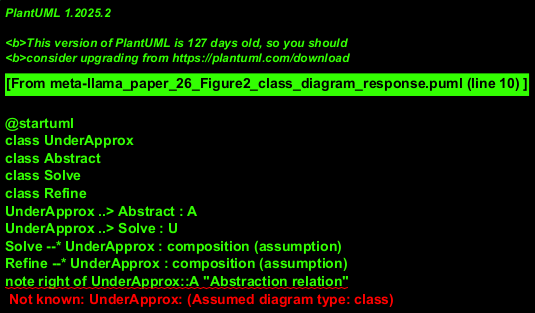 PlantUML 1.2025.2
<b>This version of PlantUML is 127 days old, so you should
<b>consider upgrading from https://plantuml.com/download
[From meta-llama_paper_26_Figure2_class_diagram_response.puml (line 10) ]
@startuml
class UnderApprox
class Abstract
class Solve
class Refine
UnderApprox ..> Abstract : A
UnderApprox ..> Solve : U
Solve --* UnderApprox : composition (assumption)
Refine --* UnderApprox : composition (assumption)
note right of UnderApprox::A "Abstraction relation"
Not known: UnderApprox: (Assumed diagram type: class)